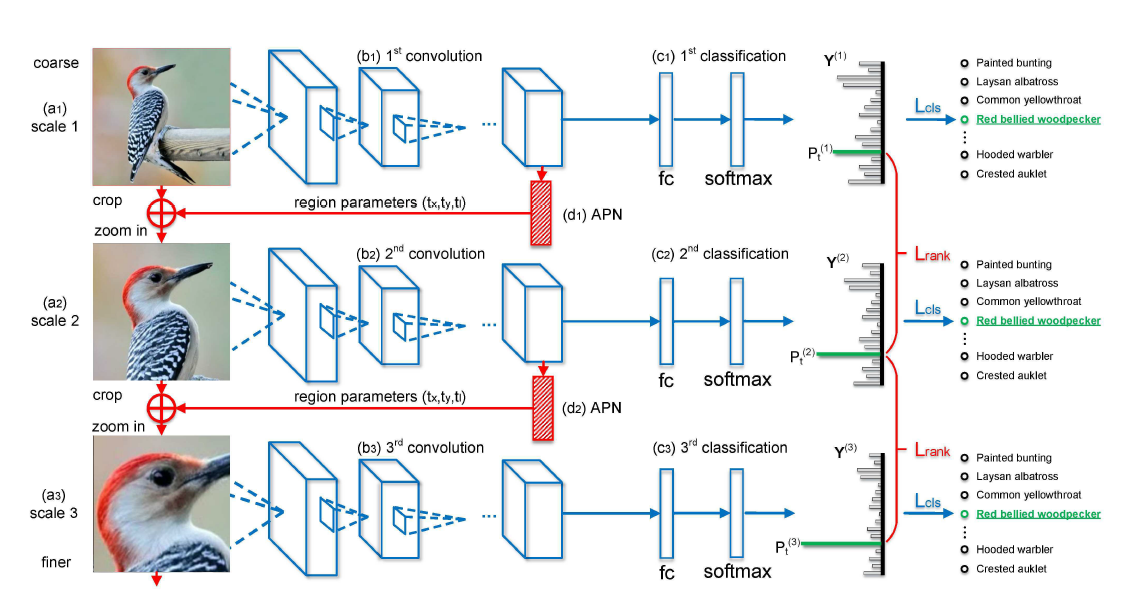 coarse
(a1)
scale 1
(b1) 1st convolution
...
(c1) 1st classification
fc
softmax
Y(1)
Pt(1)
Lcls
Painted bunting
Laysan albatross
Common yellowthroat
Red bellied woodpecker
Hooded warbler
Crested auklet
crop
zoom in
region parameters (tx,ty,tl)
(d1) APN
Lrank
(a2)
scale 2
(b2) 2nd convolution
...
(c2) 2nd classification
fc
softmax
Y(2)
Pt(2)
Lcls
Painted bunting
Laysan albatross
Common yellowthroat
Red bellied woodpecker
Hooded warbler
Crested auklet
crop
zoom in
region parameters (tx,ty,tl)
(d2) APN
Lrank
(a3)
scale 3
finer
(b3) 3rd convolution
...
(c3) 3rd classification
fc
softmax
Y(3)
Pt(3)
Lcls
Painted bunting
Laysan albatross
Common yellowthroat
Red bellied woodpecker
Hooded warbler
Crested auklet